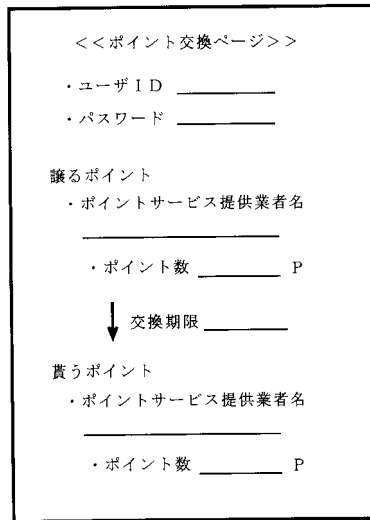 <<ポイント交換ページ>>
・ユーザID
・パスワード
譲るポイント
・ポイントサービス提供業者名
・ポイント数 P
交換期限
貰うポイント
・ポイントサービス提供業者名
・ポイント数 P